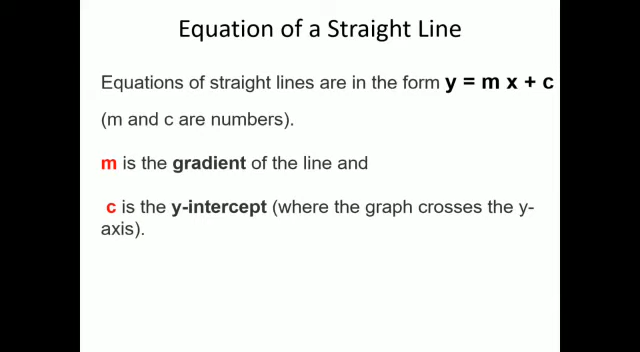 Equation of a Straight Line
Equations of straight lines are in the form y = m x + c
(m and c are numbers).
m is the gradient of the line and
c is the y-intercept (where the graph crosses the y-
axis).